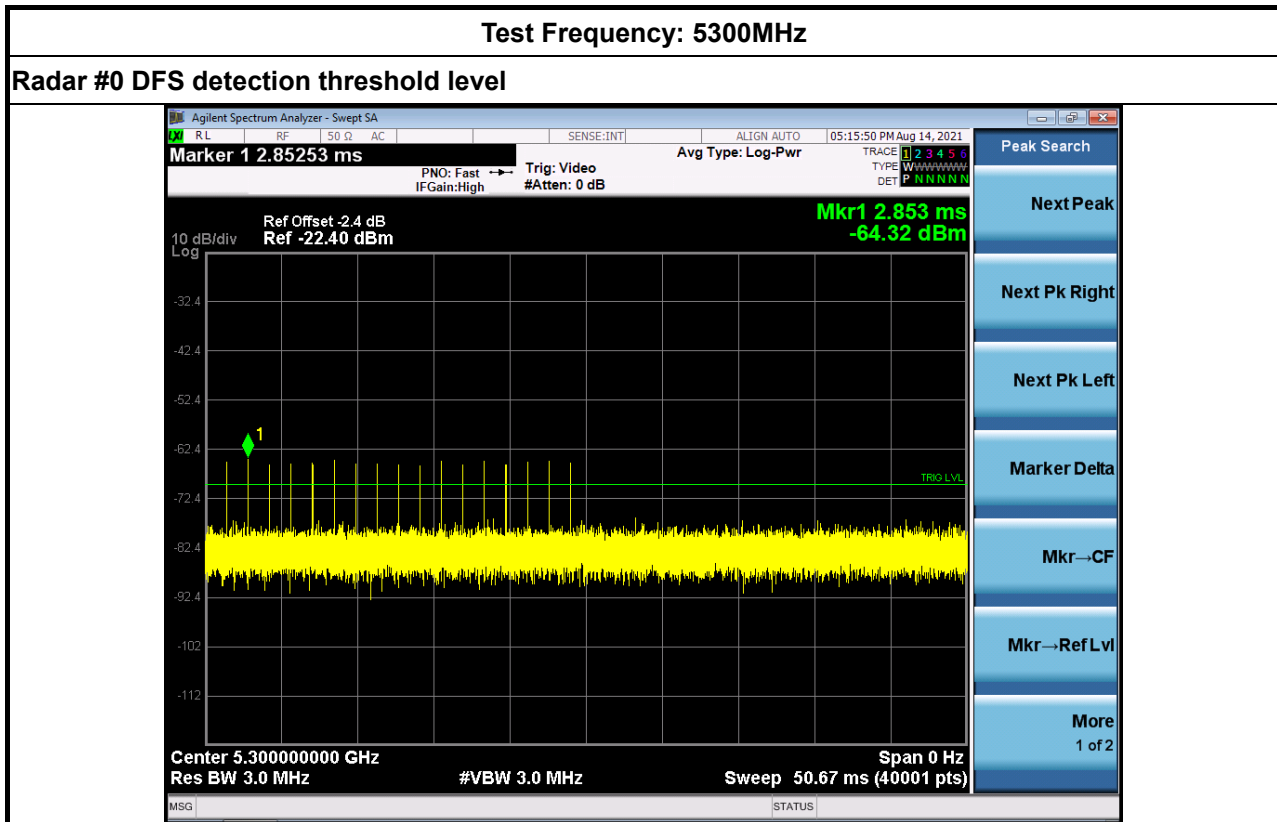 Test Frequency: 5300MHz
Radar #0 DFS detection threshold level
Agilent Spectrum Analyzer - Swept SA
LXI RL RF 50 Ω AC SENSE:INT ALIGN AUTO 05:15:50 PM Aug 14, 2021
Marker 1 2.85253 ms
PNO: Fast
IFGain:High
Trig: Video
#Atten: 0 dB
Avg Type: Log-Pwr
TRACE 1 2 3 4 5 6
TYPE WWWWWW
DET P N N N N N
Peak Search
Mkr1 2.853 ms
-64.32 dBm
Ref Offset -2.4 dB
10 dB/div Ref -22.40 dBm
Log
-32.4
-42.4
-52.4
-62.4
-72.4
-82.4
-92.4
-102
-112
1
TRIG LVL
Center 5.300000000 GHz Span 0 Hz
Res BW 3.0 MHz #VBW 3.0 MHz Sweep 50.67 ms (40001 pts)
MSG STATUS
Next Peak
Next Pk Right
Next Pk Left
Marker Delta
Mkr→CF
Mkr→Ref Lvl
More
1 of 2